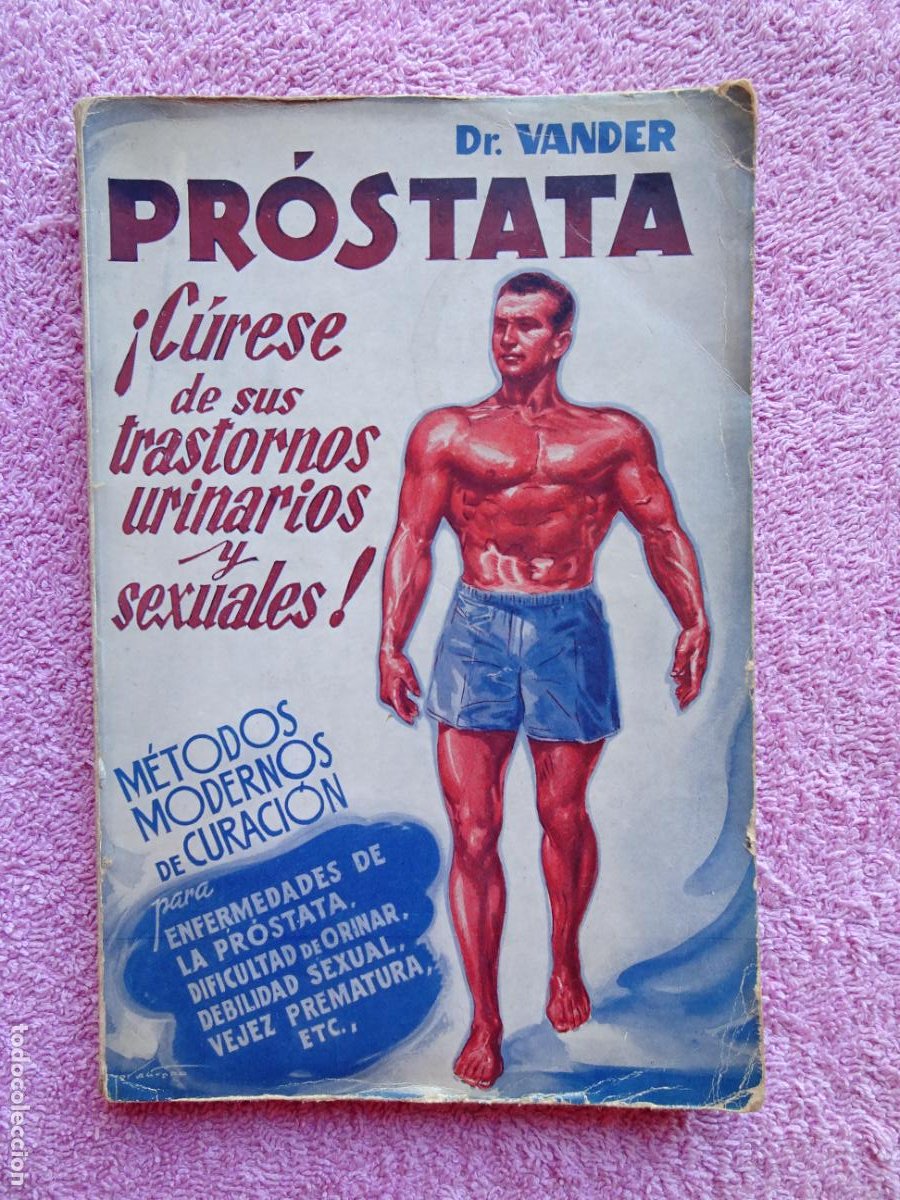 Dr. VANDER
PRÓSTATA
¡Cúrese
de sus
trastornos
urinarios
y
sexuales!
MÉTODOS
MODERNOS
DE CURACIÓN
para
ENFERMEDADES DE
LA PRÓSTATA,
DIFICULTAD DE ORINAR,
DEBILIDAD SEXUAL,
VEJEZ PREMATURA,
ETC.,
todocoleccion